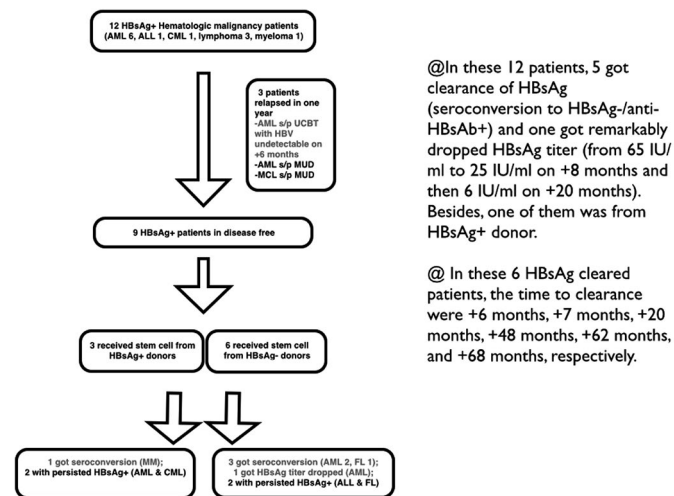 12 HBsAg+ Hematologic malignancy patients
(AML 6, ALL 1, CML 1, lymphoma 3, myeloma 1)
3 patients
relapsed in one
year
-AML s/p UCBT
with HBV
undetectable on
+6 months
-AML s/p MUD
-MCL s/p MUD
9 HBsAg+ patients in disease free
3 received stem cell from
HBsAg+ donors
6 received stem cell
from HBsAg- donors
1 got seroconversion (MM);
2 with persisted HBsAg+ (AML & CML)
3 got seroconversion (AML 2, FL 1);
1 got HBsAg titer dropped (AML);
2 with persisted HBsAg+ (ALL & FL)
@In these 12 patients, 5 got
clearance of HBsAg
(seroconversion to HBsAg-/anti-
HBsAb+) and one got remarkably
dropped HBsAg titer (from 65 IU/
ml to 25 IU/ml on +8 months and
then 6 IU/ml on +20 months).
Besides, one of them was from
HBsAg+ donor.
@ In these 6 HBsAg cleared
patients, the time to clearance
were +6 months, +7 months, +20
months, +48 months, +62 months,
and +68 months, respectively.